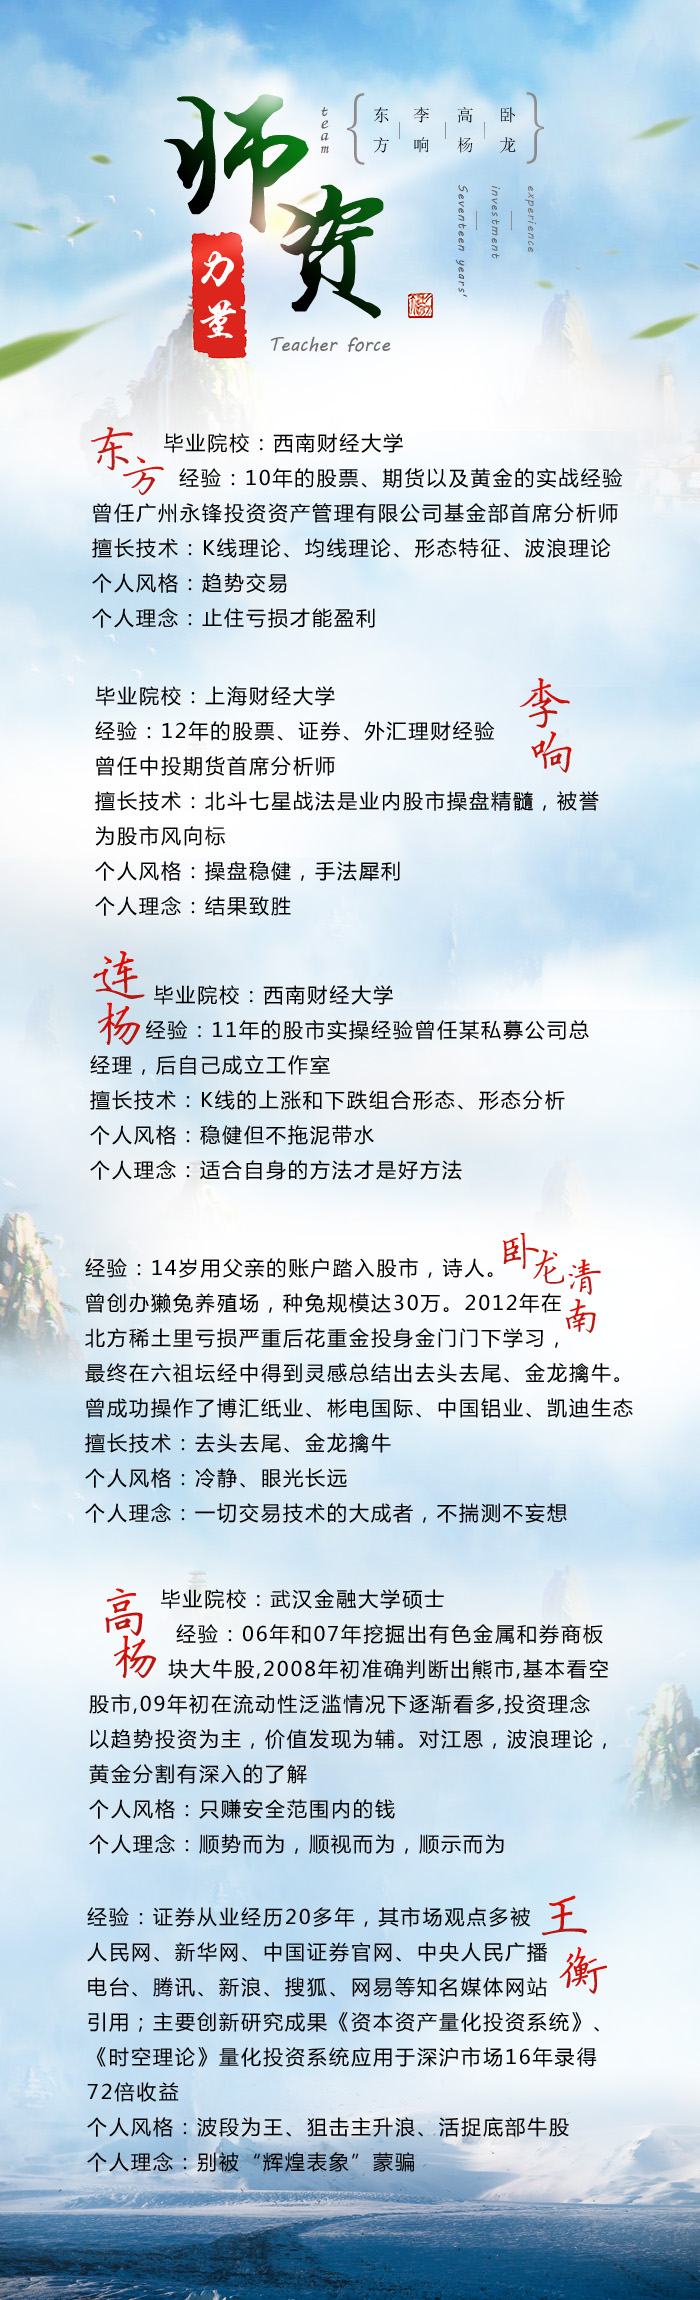 师资
力量
team
东方
李响
高杨
卧龙
experience
investment
Seventeen years'
Teacher force
东方
毕业院校：西南财经大学
经验：10年的股票、期货以及黄金的实战经验
曾任广州永锋投资资产管理有限公司基金部首席分析师
擅长技术：K线理论、均线理论、形态特征、波浪理论
个人风格：趋势交易
个人理念：止住亏损才能盈利
李响
毕业院校：上海财经大学
经验：12年的股票、证券、外汇理财经验
曾任中投期货首席分析师
擅长技术：北斗七星战法是业内股市操盘精髓，被誉
为股市风向标
个人风格：操盘稳健，手法犀利
个人理念：结果致胜
连杨
毕业院校：西南财经大学
经验：11年的股市实操经验曾任某私募公司总
经理，后自己成立工作室
擅长技术：K线的上涨和下跌组合形态、形态分析
个人风格：稳健但不拖泥带水
个人理念：适合自身的方法才是好方法
卧龙清南
经验：14岁用父亲的账户踏入股市，诗人。
曾创办獭兔养殖场，种兔规模达30万。2012年在
北方稀土里亏损严重后花重金投身金门门下学习，
最终在六祖坛经中得到灵感总结出去头去尾、金龙擒牛。
曾成功操作了博汇纸业、彬电国际、中国铝业、凯迪生态
擅长技术：去头去尾、金龙擒牛
个人风格：冷静、眼光长远
个人理念：一切交易技术的大成者，不揣测不妄想
高杨
毕业院校：武汉金融大学硕士
经验：06年和07年挖掘出有色金属和券商板
块大牛股,2008年初准确判断出熊市,基本看空
股市,09年初在流动性泛滥情况下逐渐看多,投资理念
以趋势投资为主，价值发现为辅。对江恩，波浪理论，
黄金分割有深入的了解
个人风格：只赚安全范围内的钱
个人理念：顺势而为，顺视而为，顺示而为
王衡
经验：证券从业经历20多年，其市场观点多被
人民网、新华网、中国证券官网、中央人民广播
电台、腾讯、新浪、搜狐、网易等知名媒体网站
引用；主要创新研究成果《资本资产量化投资系统》、
《时空理论》量化投资系统应用于深沪市场16年录得
72倍收益
个人风格：波段为王、狙击主升浪、活捉底部牛股
个人理念：别被“辉煌表象”蒙骗